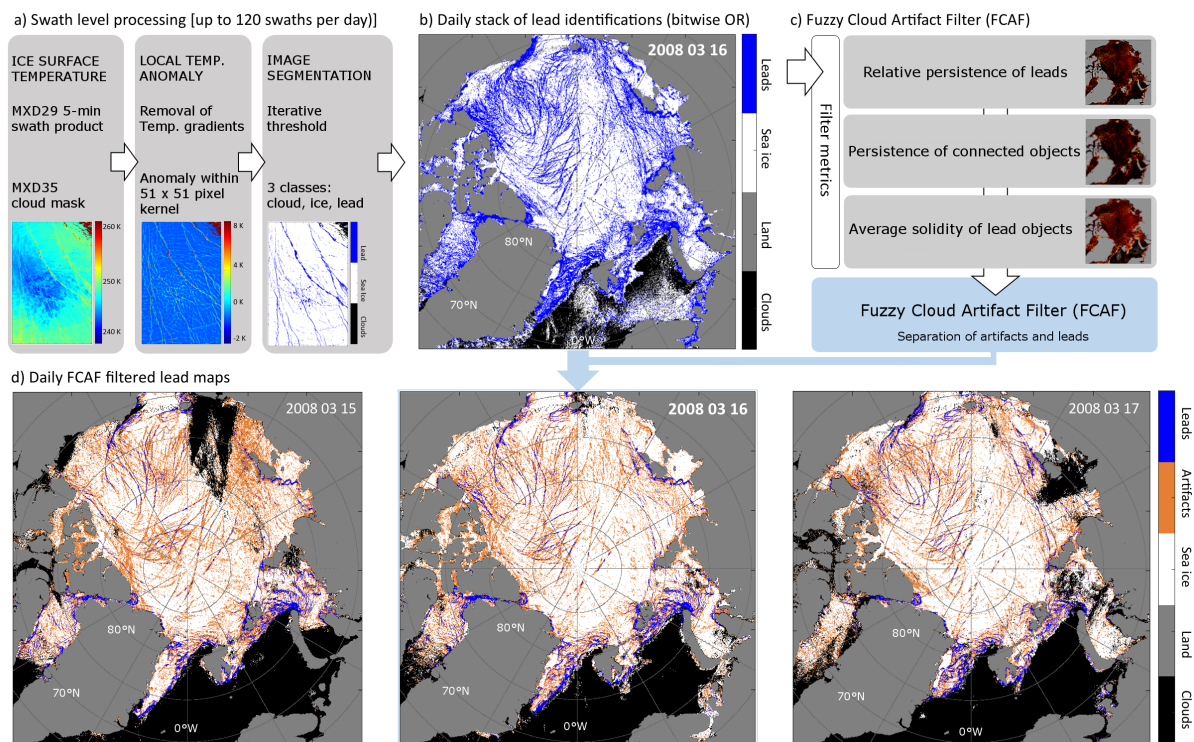 a) Swath level processing [up to 120 swaths per day)]
ICE SURFACE
TEMPERATURE
MXD29 5-min
swath product
MXD35
cloud mask
260 K
250 K
240 K
LOCAL TEMP.
ANOMALY
Removal of
Temp. gradients
Anomaly within
51 x 51 pixel
kernel
8 K
4 K
0 K
-2 K
IMAGE
SEGMENTATION
Iterative
threshold
3 classes:
cloud, ice, lead
Lead
Sea ice
Clouds
b) Daily stack of lead identifications (bitwise OR)
2008 03 16
80°N
70°N
0°W
Leads
Sea ice
Land
Clouds
c) Fuzzy Cloud Artifact Filter (FCAF)
Filter metrics
Relative persistence of leads
Persistence of connected objects
Average solidity of lead objects
Fuzzy Cloud Artifact Filter (FCAF)
Separation of artifacts and leads
d) Daily FCAF filtered lead maps
2008 03 15
80°N
70°N
0°W
2008 03 16
80°N
70°N
0°W
2008 03 17
80°N
70°N
0°W
Leads
Artifacts
Sea ice
Land
Clouds